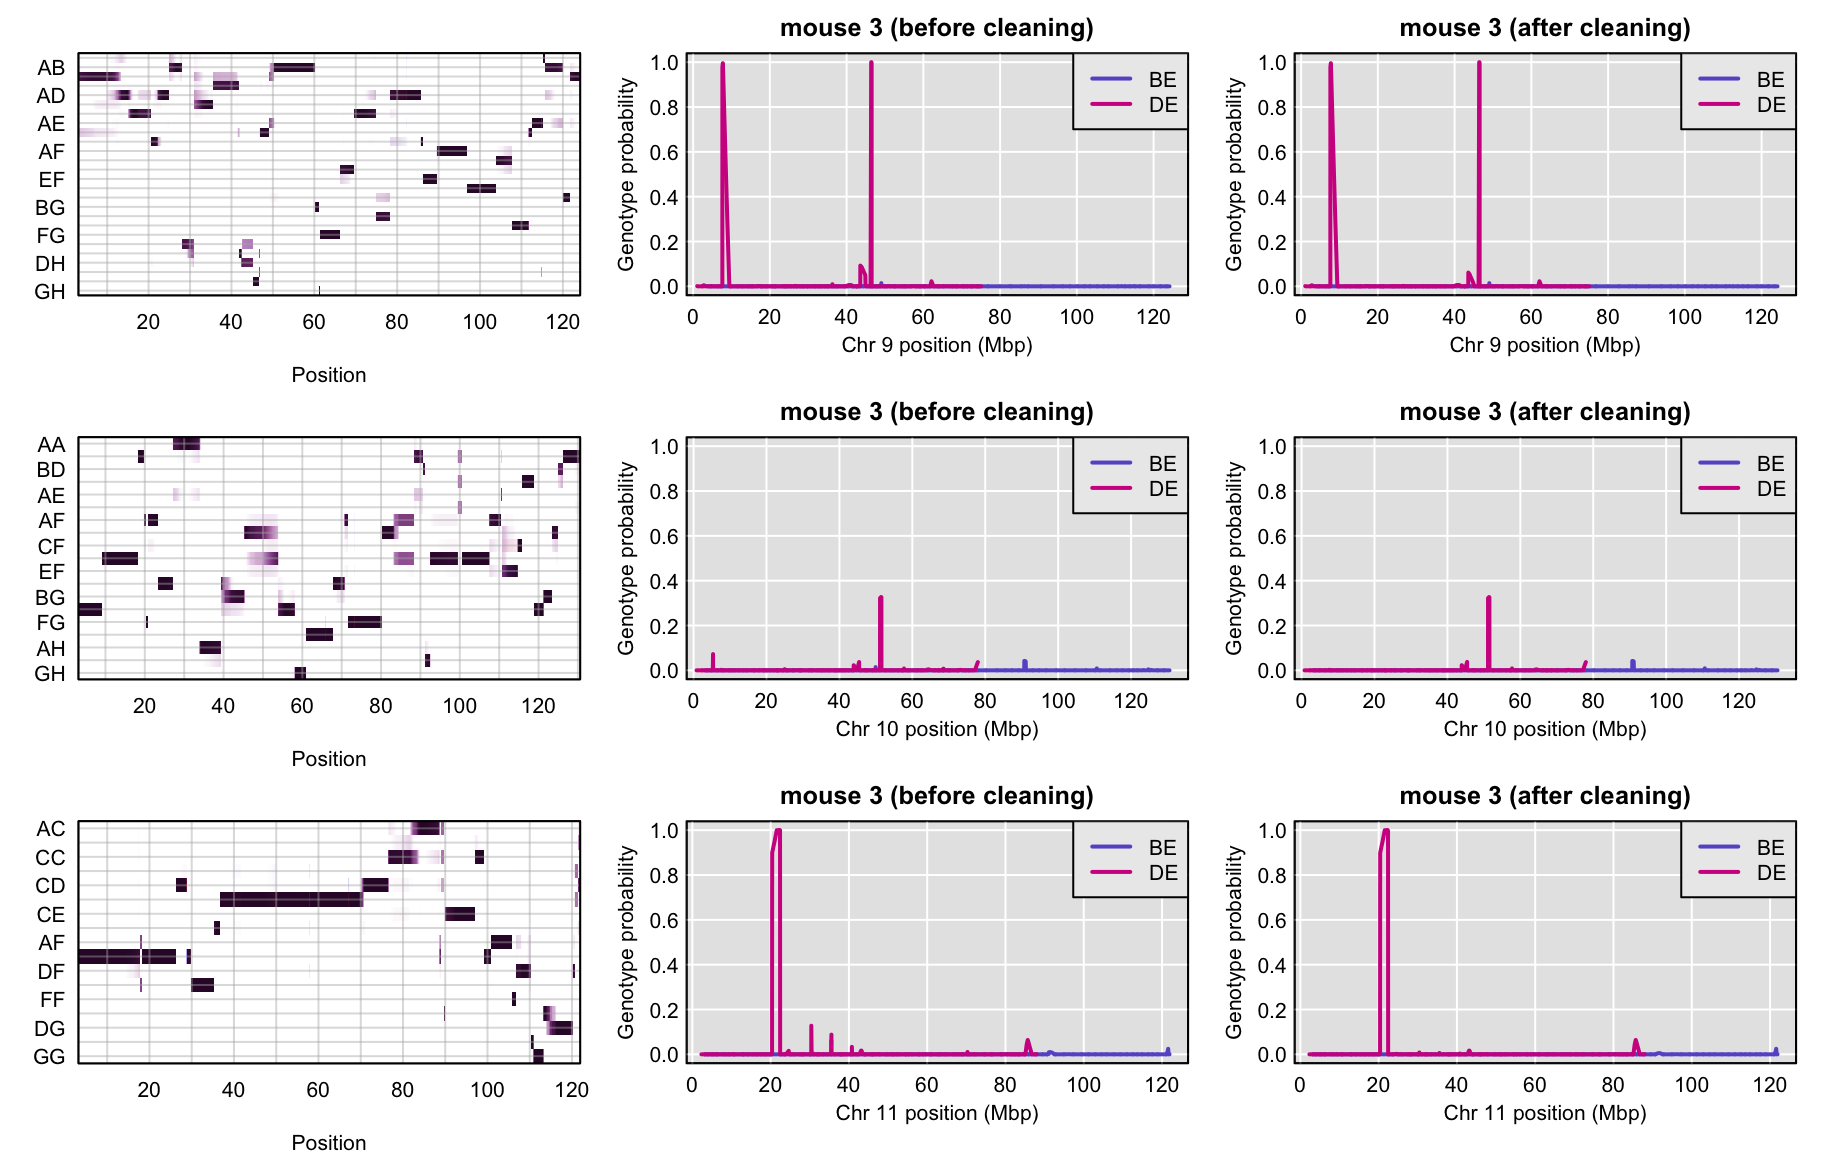 mouse 3 (before cleaning)
mouse 3 (after cleaning)
AB
AD
AE
AF
EF
BG
FG
DH
GH
20 40 60 80 100 120
Position
Genotype probability
1.0
0.8
0.6
0.4
0.2
0.0
BE
DE
0 20 40 60 80 100 120
Chr 9 position (Mbp)
Genotype probability
1.0
0.8
0.6
0.4
0.2
0.0
BE
DE
0 20 40 60 80 100 120
Chr 9 position (Mbp)
mouse 3 (before cleaning)
mouse 3 (after cleaning)
AA
BD
AE
AF
CF
EF
BG
FG
AH
GH
20 40 60 80 100 120
Position
Genotype probability
1.0
0.8
0.6
0.4
0.2
0.0
BE
DE
0 20 40 60 80 100 120
Chr 10 position (Mbp)
Genotype probability
1.0
0.8
0.6
0.4
0.2
0.0
BE
DE
0 20 40 60 80 100 120
Chr 10 position (Mbp)
mouse 3 (before cleaning)
mouse 3 (after cleaning)
AC
CC
CD
CE
AF
DF
FF
DG
GG
20 40 60 80 100 120
Position
Genotype probability
1.0
0.8
0.6
0.4
0.2
0.0
BE
DE
0 20 40 60 80 100 120
Chr 11 position (Mbp)
Genotype probability
1.0
0.8
0.6
0.4
0.2
0.0
BE
DE
0 20 40 60 80 100 120
Chr 11 position (Mbp)